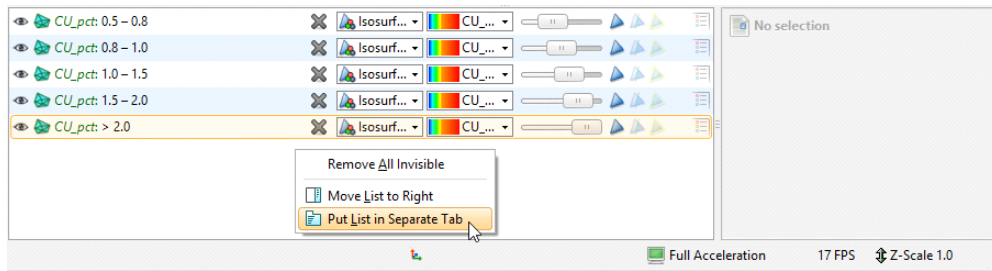 CU_pct: 0.5 – 0.8 Isosurf... CU_...
CU_pct: 0.8 – 1.0 Isosurf... CU_...
CU_pct: 1.0 – 1.5 Isosurf... CU_...
CU_pct: 1.5 – 2.0 Isosurf... CU_...
CU_pct: > 2.0 Isosurf... CU_...
No selection
Remove All Invisible
Move List to Right
Put List in Separate Tab
Full Acceleration 17 FPS Z-Scale 1.0